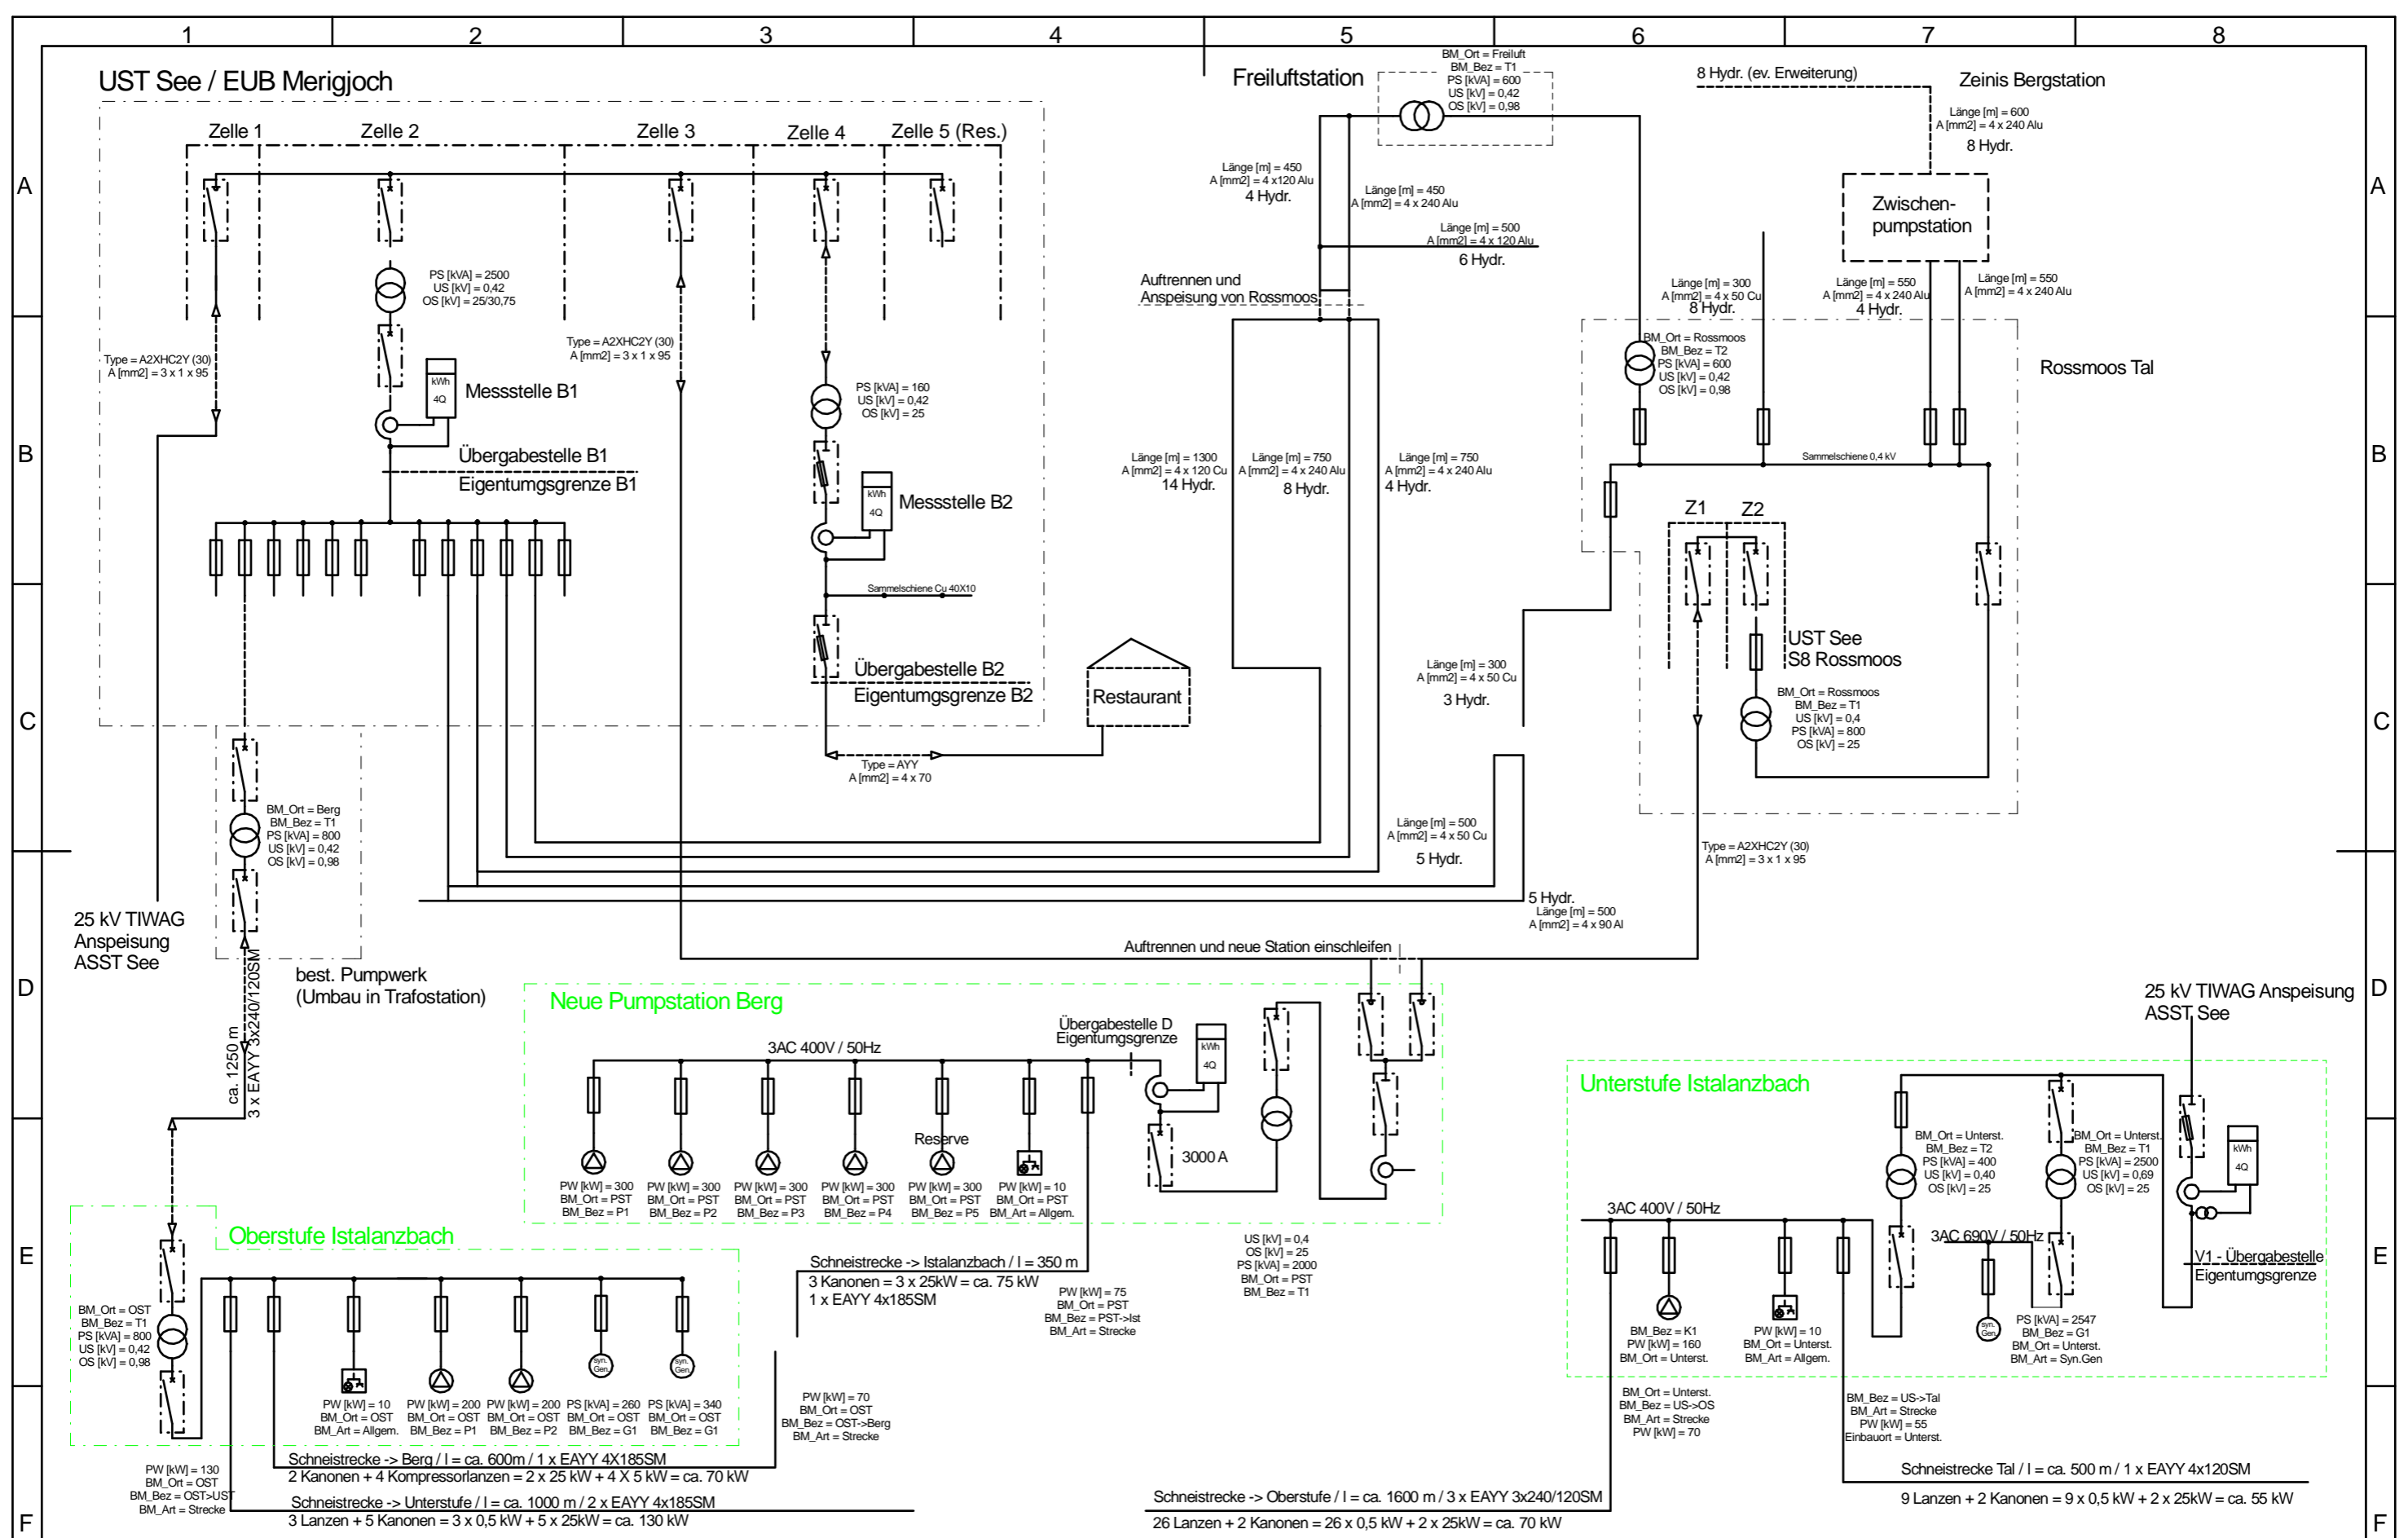 1 2 3 4 5 6 7 8
A
B
C
D
E
F
A
B
C
D
E
F
UST See / EUB Merigjoch
Zelle 1
Zelle 2
Zelle 3
Zelle 4
Zelle 5 (Res.)
PS [kVA] = 2500
US [kV] = 0,42
OS [kV] = 25/30,75
Type = A2XHC2Y (30)
A [mm2] = 3 x 1 x 95
kWh
4Q
Messstelle B1
Übergabestelle B1
Eigentumgsgrenze B1
Type = A2XHC2Y (30)
A [mm2] = 3 x 1 x 95
PS [kVA] = 160
US [kV] = 0,42
OS [kV] = 25
kWh
4Q
Messstelle B2
Sammelschiene Cu 40X10
Übergabestelle B2
Eigentumgsgrenze B2
Restaurant
Type = AYY
A [mm2] = 4 x 70
BM_Ort = Berg
BM_Bez = T1
PS [kVA] = 800
US [kV] = 0,42
OS [kV] = 0,98
25 kV TIWAG
Anspeisung
ASST See
best. Pumpwerk
(Umbau in Trafostation)
ca. 1250 m
3 x EAYY 3x240/120SM
Freiluftstation
BM_Ort = Freiluft
BM_Bez = T1
PS [kVA] = 600
US [kV] = 0,42
OS [kV] = 0,98
Länge [m] = 450
A [mm2] = 4 x120 Alu
4 Hydr.
Länge [m] = 450
A [mm2] = 4 x 240 Alu
Länge [m] = 500
A [mm2] = 4 x 120 Alu
6 Hydr.
Auftrennen und
Anspeisung von Rossmoos
Länge [m] = 1300
A [mm2] = 4 x 120 Cu
14 Hydr.
Länge [m] = 750
A [mm2] = 4 x 240 Alu
8 Hydr.
Länge [m] = 750
A [mm2] = 4 x 240 Alu
4 Hydr.
Länge [m] = 300
A [mm2] = 4 x 50 Cu
3 Hydr.
Länge [m] = 500
A [mm2] = 4 x 50 Cu
5 Hydr.
5 Hydr.
Länge [m] = 500
A [mm2] = 4 x 90 Al
8 Hydr. (ev. Erweiterung)
Zeinis Bergstation
Länge [m] = 600
A [mm2] = 4 x 240 Alu
8 Hydr.
Zwischen-
pumpstation
Länge [m] = 300
A [mm2] = 4 x 50 Cu
8 Hydr.
Länge [m] = 550
A [mm2] = 4 x 240 Alu
4 Hydr.
Länge [m] = 550
A [mm2] = 4 x 240 Alu
BM_Ort = Rossmoos
BM_Bez = T2
PS [kVA] = 600
US [kV] = 0,42
OS [kV] = 0,98
Rossmoos Tal
Sammelschiene 0,4 kV
Z1
Z2
UST See
S8 Rossmoos
BM_Ort = Rossmoos
BM_Bez = T1
US [kV] = 0,4
PS [kVA] = 800
OS [kV] = 25
Type = A2XHC2Y (30)
A [mm2] = 3 x 1 x 95
Auftrennen und neue Station einschleifen
Neue Pumpstation Berg
3AC 400V / 50Hz
Übergabestelle D
Eigentumsgrenze
kWh
4Q
Reserve
3000 A
PW [kW] = 300
BM_Ort = PST
BM_Bez = P1
PW [kW] = 300
BM_Ort = PST
BM_Bez = P2
PW [kW] = 300
BM_Ort = PST
BM_Bez = P3
PW [kW] = 300
BM_Ort = PST
BM_Bez = P4
PW [kW] = 300
BM_Ort = PST
BM_Bez = P5
PW [kW] = 10
BM_Ort = PST
BM_Art = Allgem.
US [kV] = 0,4
OS [kV] = 25
PS [kVA] = 2000
BM_Ort = PST
BM_Bez = T1
Schneistrecke -> Istalanzbach / l = 350 m
3 Kanonen = 3 x 25kW = ca. 75 kW
1 x EAYY 4x185SM
PW [kW] = 75
BM_Ort = PST
BM_Bez = PST->Ist
BM_Art = Strecke
Oberstufe Istalanzbach
BM_Ort = OST
BM_Bez = T1
PS [kVA] = 800
US [kV] = 0,42
OS [kV] = 0,98
syn.
Gen.
syn.
Gen.
PW [kW] = 10
BM_Ort = OST
BM_Art = Allgem.
PW [kW] = 200
BM_Ort = OST
BM_Bez = P1
PW [kW] = 200
BM_Ort = OST
BM_Bez = P2
PS [kVA] = 260
BM_Ort = OST
BM_Bez = G1
PS [kVA] = 340
BM_Ort = OST
BM_Bez = G1
PW [kW] = 70
BM_Ort = OST
BM_Bez = OST->Berg
BM_Art = Strecke
PW [kW] = 130
BM_Ort = OST
BM_Bez = OST>UST
BM_Art = Strecke
Schneistrecke -> Berg / l = ca. 600m / 1 x EAYY 4X185SM
2 Kanonen + 4 Kompressorlanzen = 2 x 25 kW + 4 X 5 kW = ca. 70 kW
Schneistrecke -> Unterstufe / l = ca. 1000 m / 2 x EAYY 4x185SM
3 Lanzen + 5 Kanonen = 3 x 0,5 kW + 5 x 25kW = ca. 130 kW
25 kV TIWAG Anspeisung
ASST See
Unterstufe Istalanzbach
BM_Ort = Unterst.
BM_Bez = T2
PS [kVA] = 400
US [kV] = 0,40
OS [kV] = 25
BM_Ort = Unterst.
BM_Bez = T1
PS [kVA] = 2500
US [kV] = 0,69
OS [kV] = 25
kWh
4Q
3AC 400V / 50Hz
3AC 690V / 50Hz
V1 - Übergabestelle
Eigentumgsgrenze
BM_Bez = K1
PW [kW] = 160
BM_Ort = Unterst.
PW [kW] = 10
BM_Ort = Unterst.
BM_Art = Allgem.
syn.
Gen.
PS [kVA] = 2547
BM_Bez = G1
BM_Ort = Unterst.
BM_Art = Syn.Gen
BM_Ort = Unterst.
BM_Bez = US->OS
BM_Art = Strecke
PW [kW] = 70
BM_Bez = US->Tal
BM_Art = Strecke
PW [kW] = 55
Einbauort = Unterst.
Schneistrecke Tal / l = ca. 500 m / 1 x EAYY 4x120SM
9 Lanzen + 2 Kanonen = 9 x 0,5 kW + 2 x 25kW = ca. 55 kW
Schneistrecke -> Oberstufe / l = ca. 1600 m / 3 x EAYY 3x240/120SM
26 Lanzen + 2 Kanonen = 26 x 0,5 kW + 2 x 25kW = ca. 70 kW